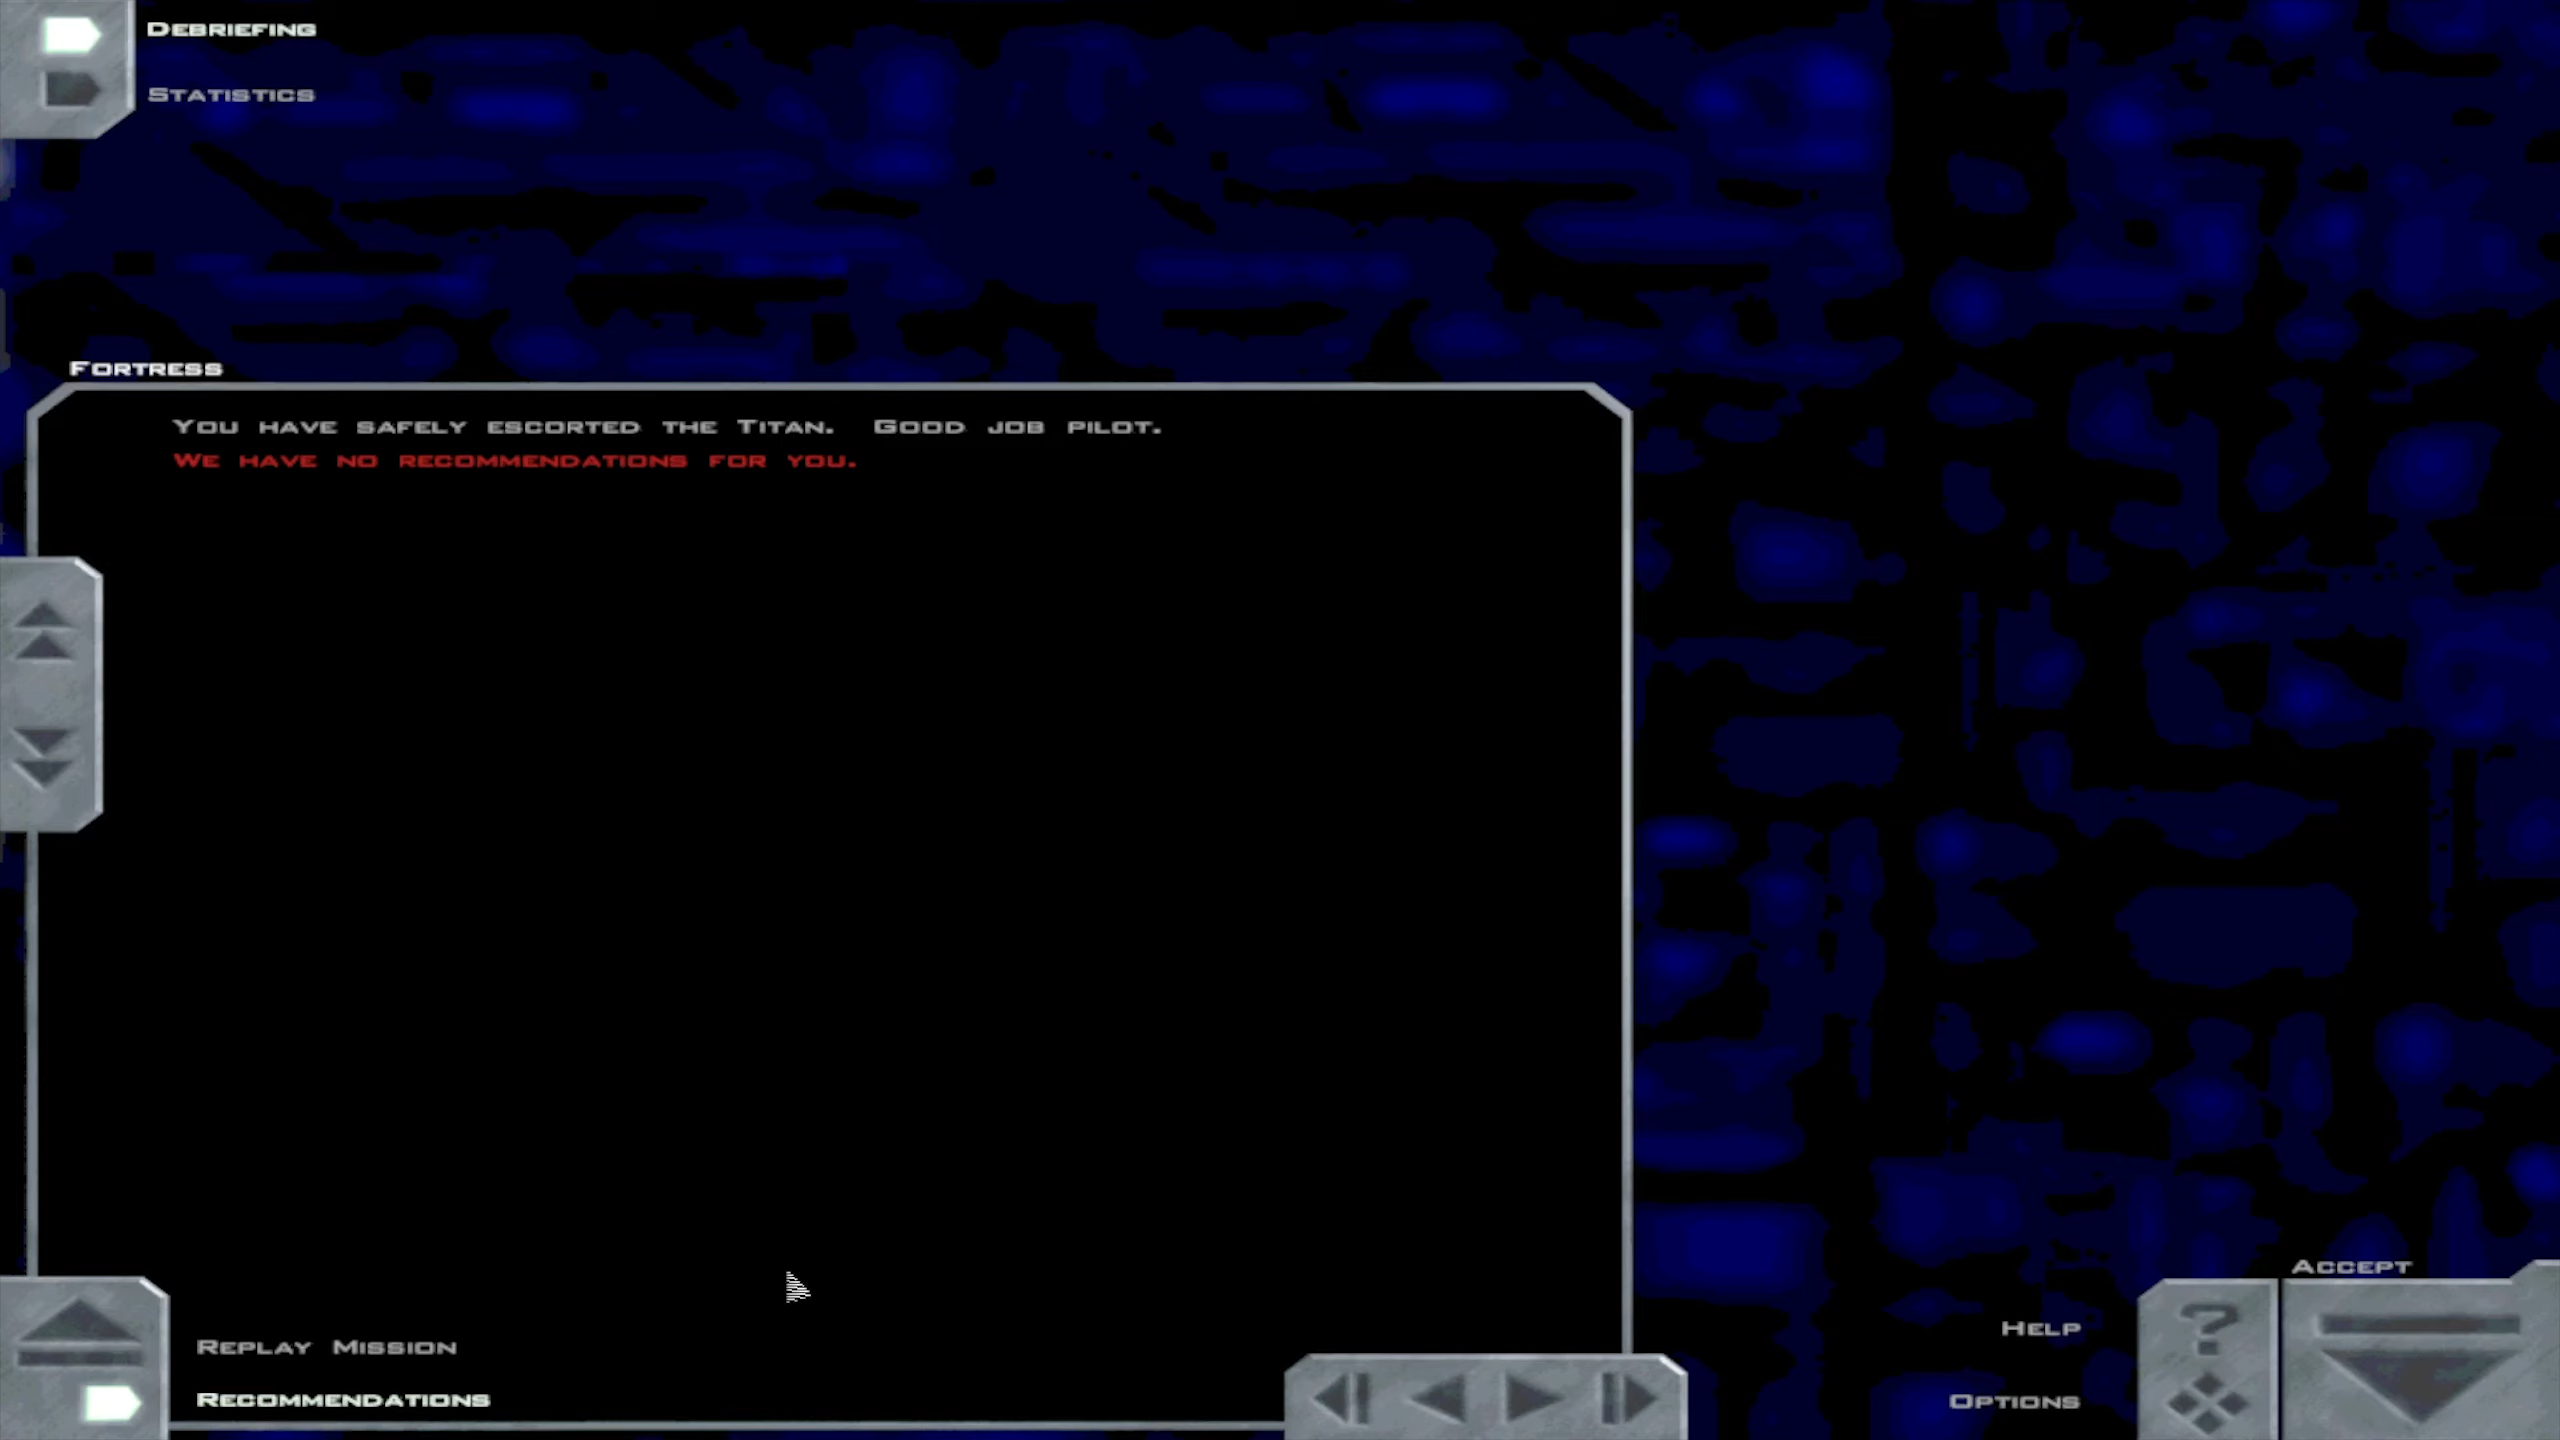 Debriefing
Statistics
Fortress
You have safely escorted the Titan.  Good job pilot.
We have no recommendations for you.
Replay Mission
Recommendations
Accept
Help
?
Options